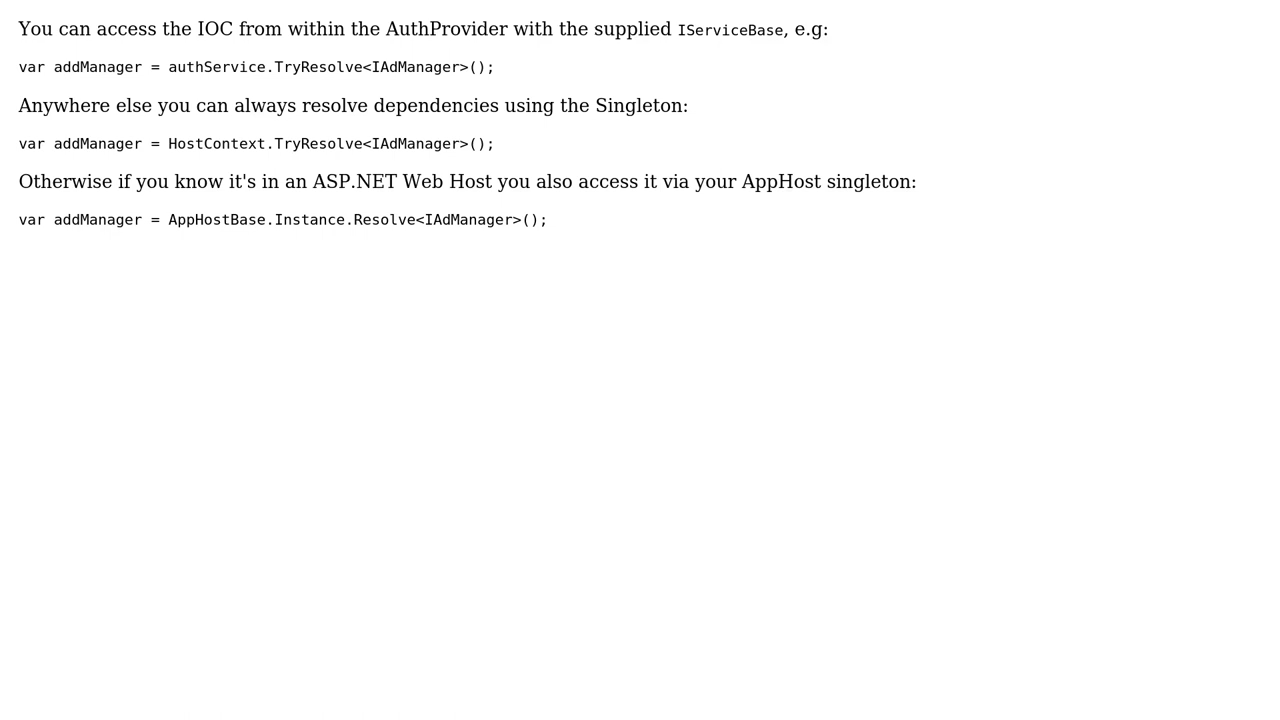 You can access the IOC from within the AuthProvider with the supplied IServiceBase, e.g:
var addManager = authService.TryResolve<IAdManager>();
Anywhere else you can always resolve dependencies using the Singleton:
var addManager = HostContext.TryResolve<IAdManager>();
Otherwise if you know it's in an ASP.NET Web Host you also access it via your AppHost singleton:
var addManager = AppHostBase.Instance.Resolve<IAdManager>();